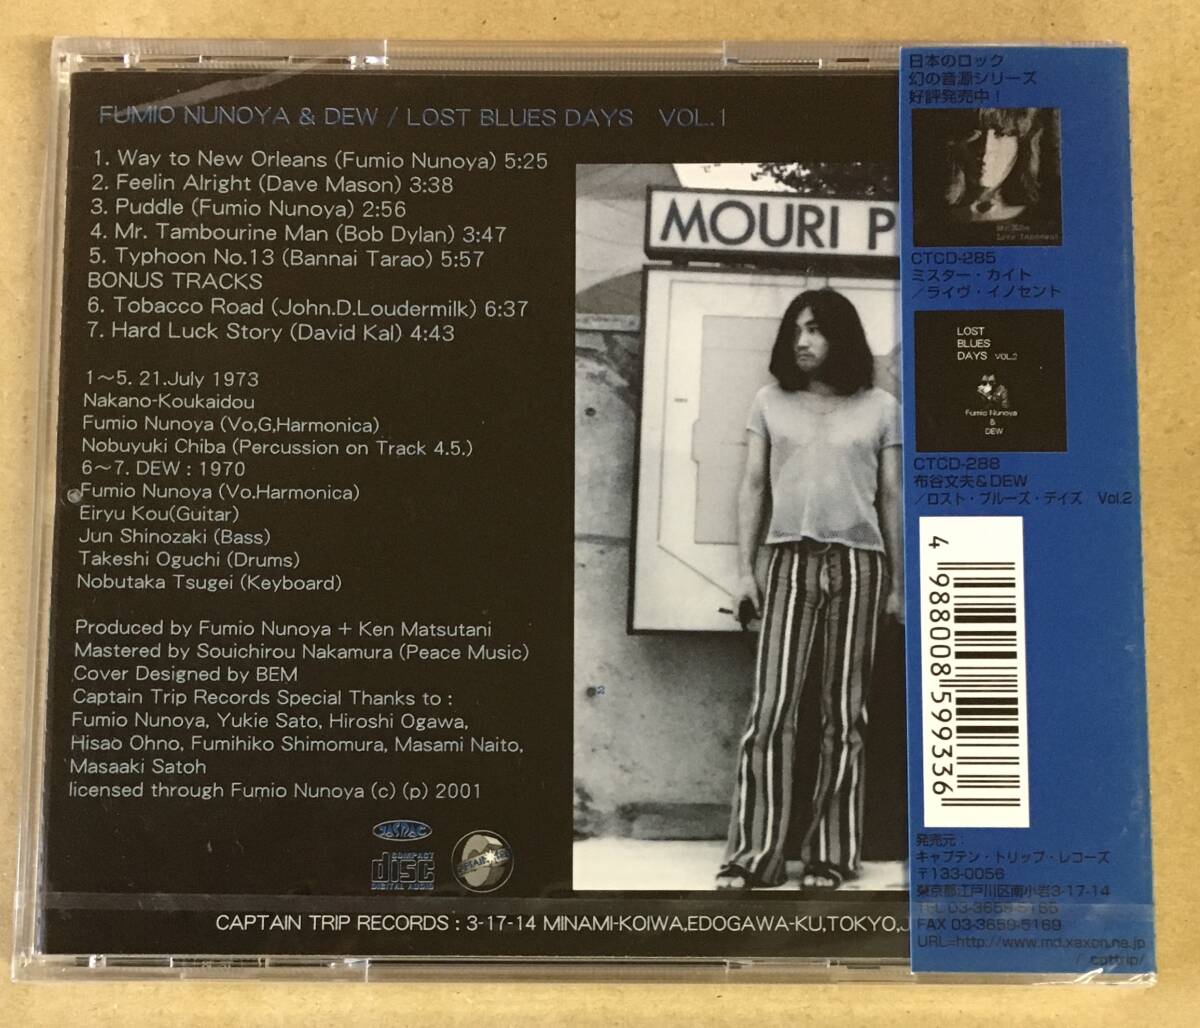 FUMIO NUNOYA & DEW / LOST BLUES DAYS VOL.1
1. Way to New Orleans (Fumio Nunoya) 5:25
2. Feelin Alright (Dave Mason) 3:38
3. Puddle (Fumio Nunoya) 2:56
4. Mr. Tambourine Man (Bob Dylan) 3:47
5. Typhoon No.13 (Bannai Tarao) 5:57
BONUS TRACKS
6. Tobacco Road (John.D.Loudermilk) 6:37
7. Hard Luck Story (David Kal) 4:43
1～5. 21.July 1973
Nakano-Koukaidou
Fumio Nunoya (Vo,G,Harmonica)
Nobuyuki Chiba (Percussion on Track 4.5.)
6～7. DEW : 1970
Fumio Nunoya (Vo.Harmonica)
Eiryu Kou(Guitar)
Jun Shinozaki (Bass)
Takeshi Oguchi (Drums)
Nobutaka Tsugei (Keyboard)
Produced by Fumio Nunoya + Ken Matsutani
Mastered by Souichirou Nakamura (Peace Music)
Cover Designed by BEM
Captain Trip Records Special Thanks to :
Fumio Nunoya, Yukie Sato, Hiroshi Ogawa,
Hisao Ohno, Fumihiko Shimomura, Masami Naito,
Masaaki Satoh
licensed through Fumio Nunoya (c) (p) 2001
JASRAC
COMPACT
disc
DIGITAL AUDIO
CAPTAIN TRIP RECORDS : 3-17-14 MINAMI-KOIWA,EDOGAWA-KU,TOKYO,J
MOURI P
日本のロック
幻の音源シリーズ
好評発売中！
CTCD-285
ミスター・カイト
／ライヴ・イノセント
LOST
BLUES
DAYS VOL.2
Fumio Nunoya
&
DEW
CTCD-288
布谷文夫&DEW
／ロスト・ブルーズ・デイズ Vol.2
4 988008 599336
発売元：
キャプテン・トリップ・レコーズ
〒133-0056
東京都江戸川区南小岩3-17-14
TEL 03-3659-5165
FAX 03-3659-5169
URL=http://www.md.xaxon.ne.jp
/~cpttrip/